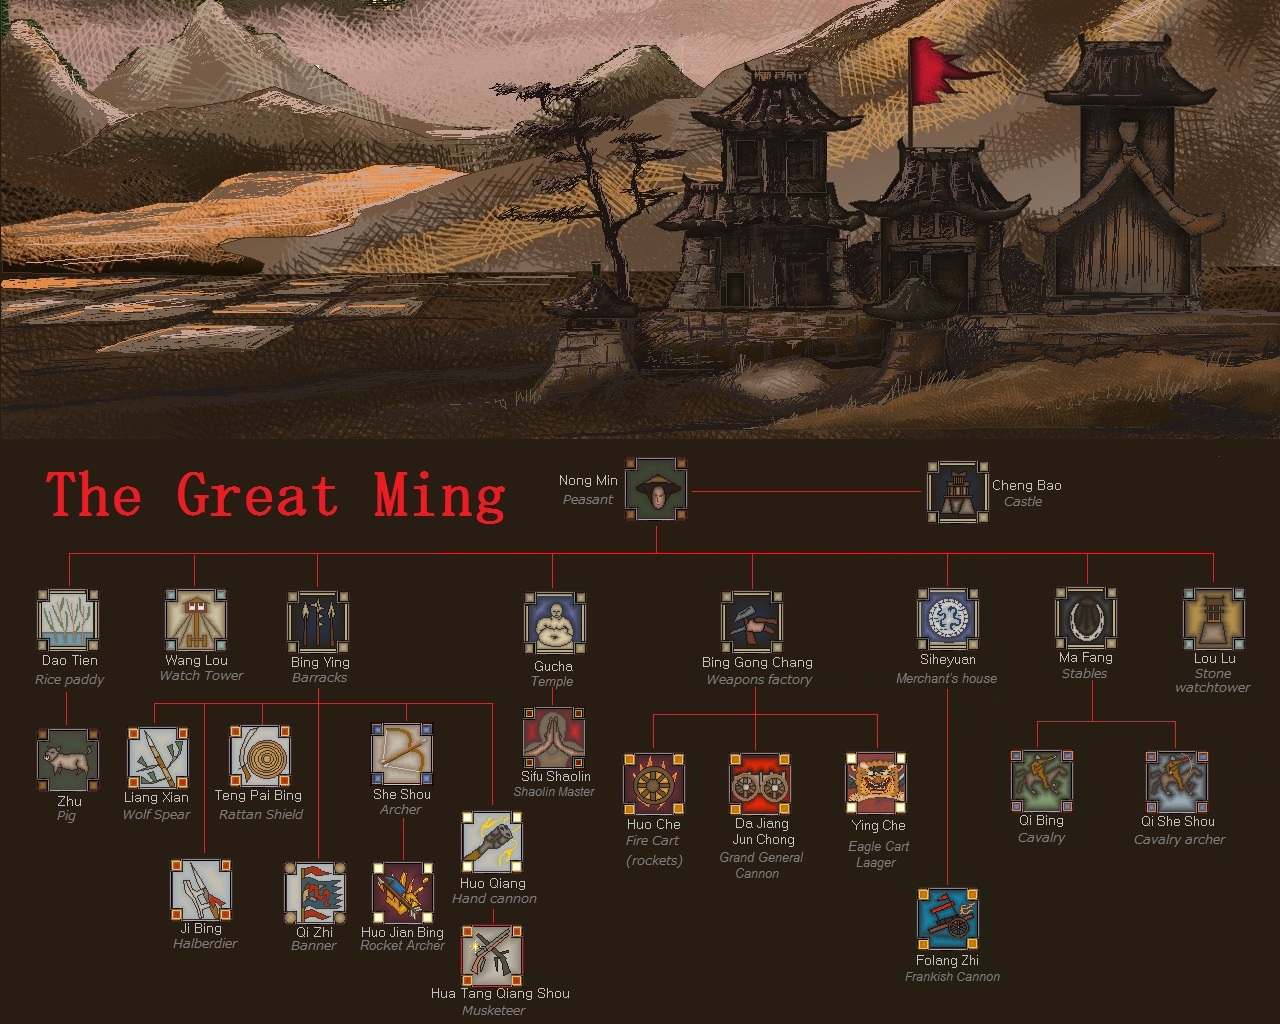 The Great Ming
Nong Min
Peasant
Cheng Bao
Castle
Dao Tien
Rice paddy
Wang Lou
Watch Tower
Bing Ying
Barracks
Gucha
Temple
Bing Gong Chang
Weapons factory
Siheyuan
Merchant's house
Ma Fang
Stables
Lou Lu
Stone
watchtower
Zhu
Pig
Liang Xian
Wolf Spear
Teng Pai Bing
Rattan Shield
She Shou
Archer
Sifu Shaolin
Shaolin Master
Huo Che
Fire Cart
(rockets)
Da Jiang
Jun Chong
Grand General
Cannon
Ying Che
Eagle Cart
Laager
Qi Bing
Cavalry
Qi She Shou
Cavalry archer
Huo Qiang
Hand cannon
Ji Bing
Halberdier
Qi Zhi
Banner
Huo Jian Bing
Rocket Archer
Folang Zhi
Frankish Cannon
Hua Tang Qiang Shou
Musketeer